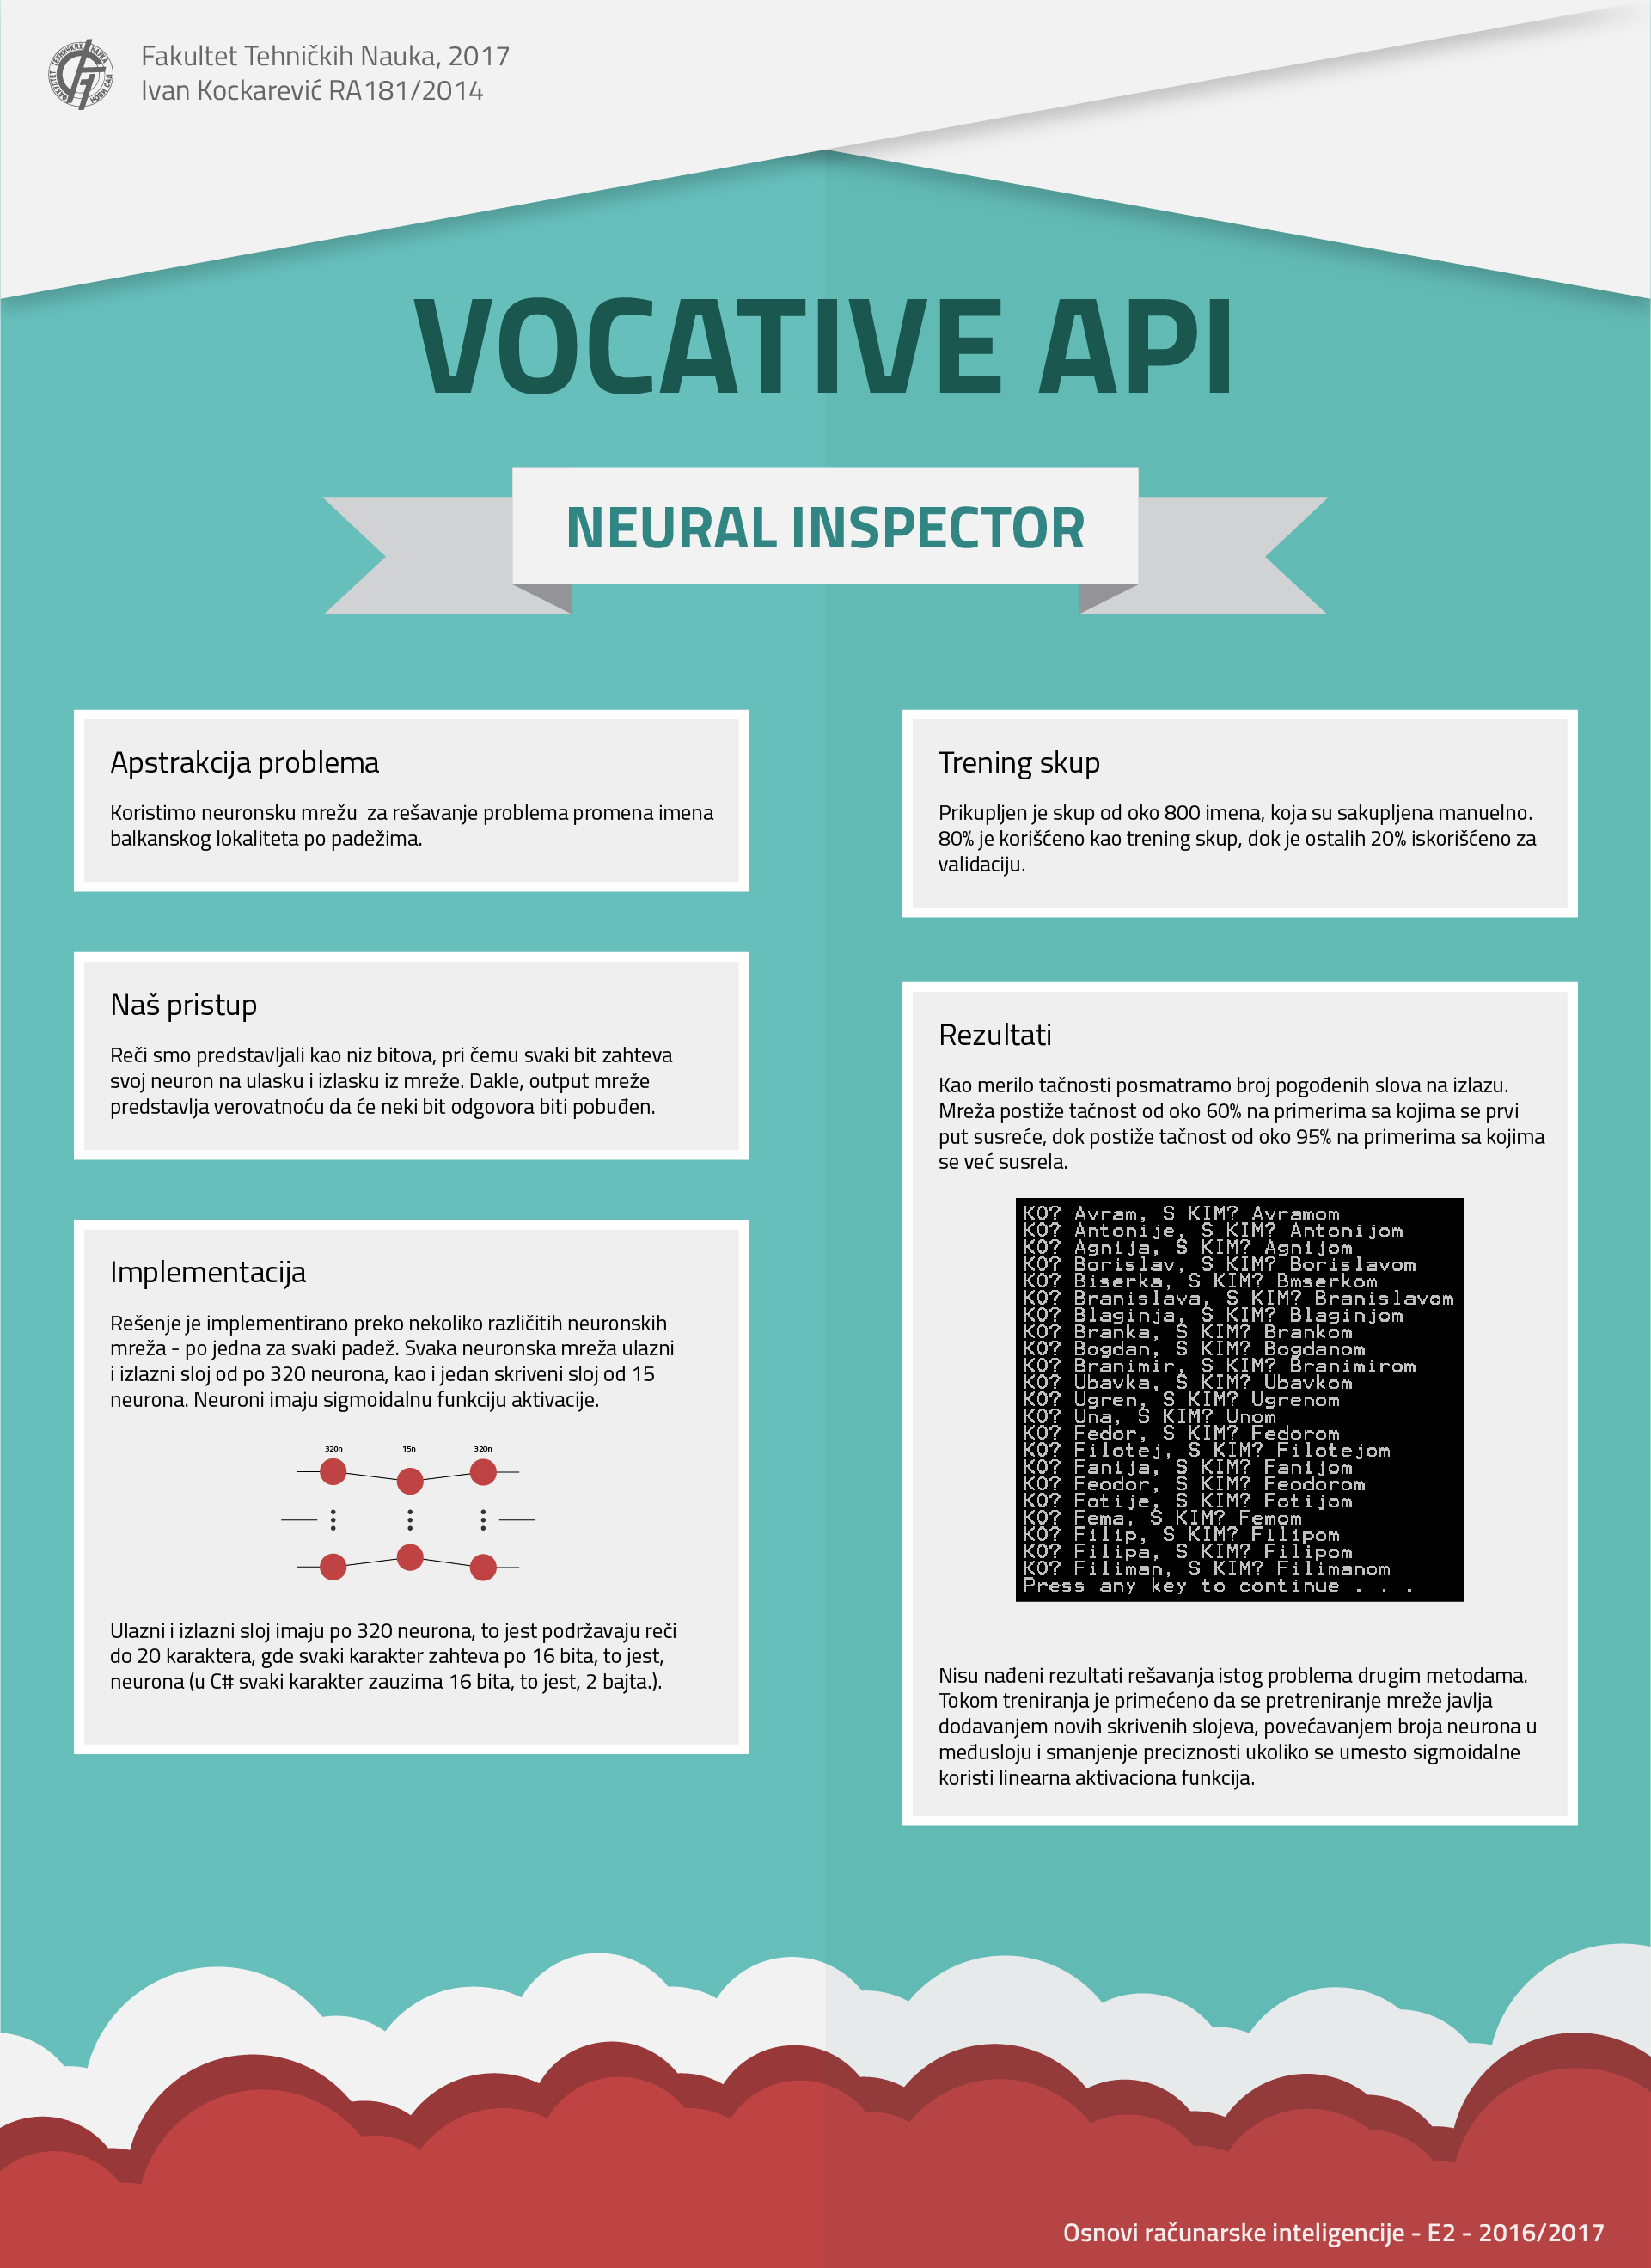 Fakultet Tehničkih Nauka, 2017
Ivan Kockarević RA181/2014
VOCATIVE API
NEURAL INSPECTOR
Apstrakcija problema
Koristimo neuronsku mrežu za rešavanje problema promena imena
balkanskog lokaliteta po padežima.
Naš pristup
Reči smo predstavljali kao niz bitova, pri čemu svaki bit zahteva
svoj neuron na ulasku i izlasku iz mreže. Dakle, output mreže
predstavlja verovatnoću da će neki bit odgovora biti pobuđen.
Implementacija
Rešenje je implementirano preko nekoliko različitih neuronskih
mreža - po jedna za svaki padež. Svaka neuronska mreža ulazni
i izlazni sloj od po 320 neurona, kao i jedan skriveni sloj od 15
neurona. Neuroni imaju sigmoidalnu funkciju aktivacije.
320n 15n 320n
Ulazni i izlazni sloj imaju po 320 neurona, to jest podržavaju reči
do 20 karaktera, gde svaki karakter zahteva po 16 bita, to jest,
neurona (u C# svaki karakter zauzima 16 bita, to jest, 2 bajta.).
Trening skup
Prikupljen je skup od oko 800 imena, koja su sakupljena manuelno.
80% je korišćeno kao trening skup, dok je ostalih 20% iskorišćeno za
validaciju.
Rezultati
Kao merilo tačnosti posmatramo broj pogođenih slova na izlazu.
Mreža postiže tačnost od oko 60% na primerima sa kojima se prvi
put susreće, dok postiže tačnost od oko 95% na primerima sa kojima
se već susrela.
KO? Avram, S KIM? Avramom
KO? Antonije, S KIM? Antonijom
KO? Agnija, S KIM? Agnijom
KO? Borislav, S KIM? Borislavom
KO? Biserka, S KIM? Bmserkom
KO? Branislava, S KIM? Branislavom
KO? Blaginja, S KIM? Blaginjom
KO? Branka, S KIM? Brankom
KO? Bogdan, S KIM? Bogdanom
KO? Branimir, S KIM? Branimirom
KO? Ubavka, S KIM? Ubavkom
KO? Ugren, S KIM? Ugrenom
KO? Una, S KIM? Unom
KO? Fedor, S KIM? Fedorom
KO? Filotej, S KIM? Filotejom
KO? Fanija, S KIM? Fanijom
KO? Feodor, S KIM? Feodorom
KO? Fotije, S KIM? Fotijom
KO? Fema, S KIM? Femom
KO? Filip, S KIM? Filipom
KO? Filipa, S KIM? Filipom
KO? Filiman, S KIM? Filimanom
Press any key to continue . . .
Nisu nađeni rezultati rešavanja istog problema drugim metodama.
Tokom treniranja je primećeno da se pretreniranje mreže javlja
dodavanjem novih skrivenih slojeva, povećavanjem broja neurona u
međusloju i smanjenje preciznosti ukoliko se umesto sigmoidalne
koristi linearna aktivaciona funkcija.
Osnovi računarske inteligencije - E2 - 2016/2017